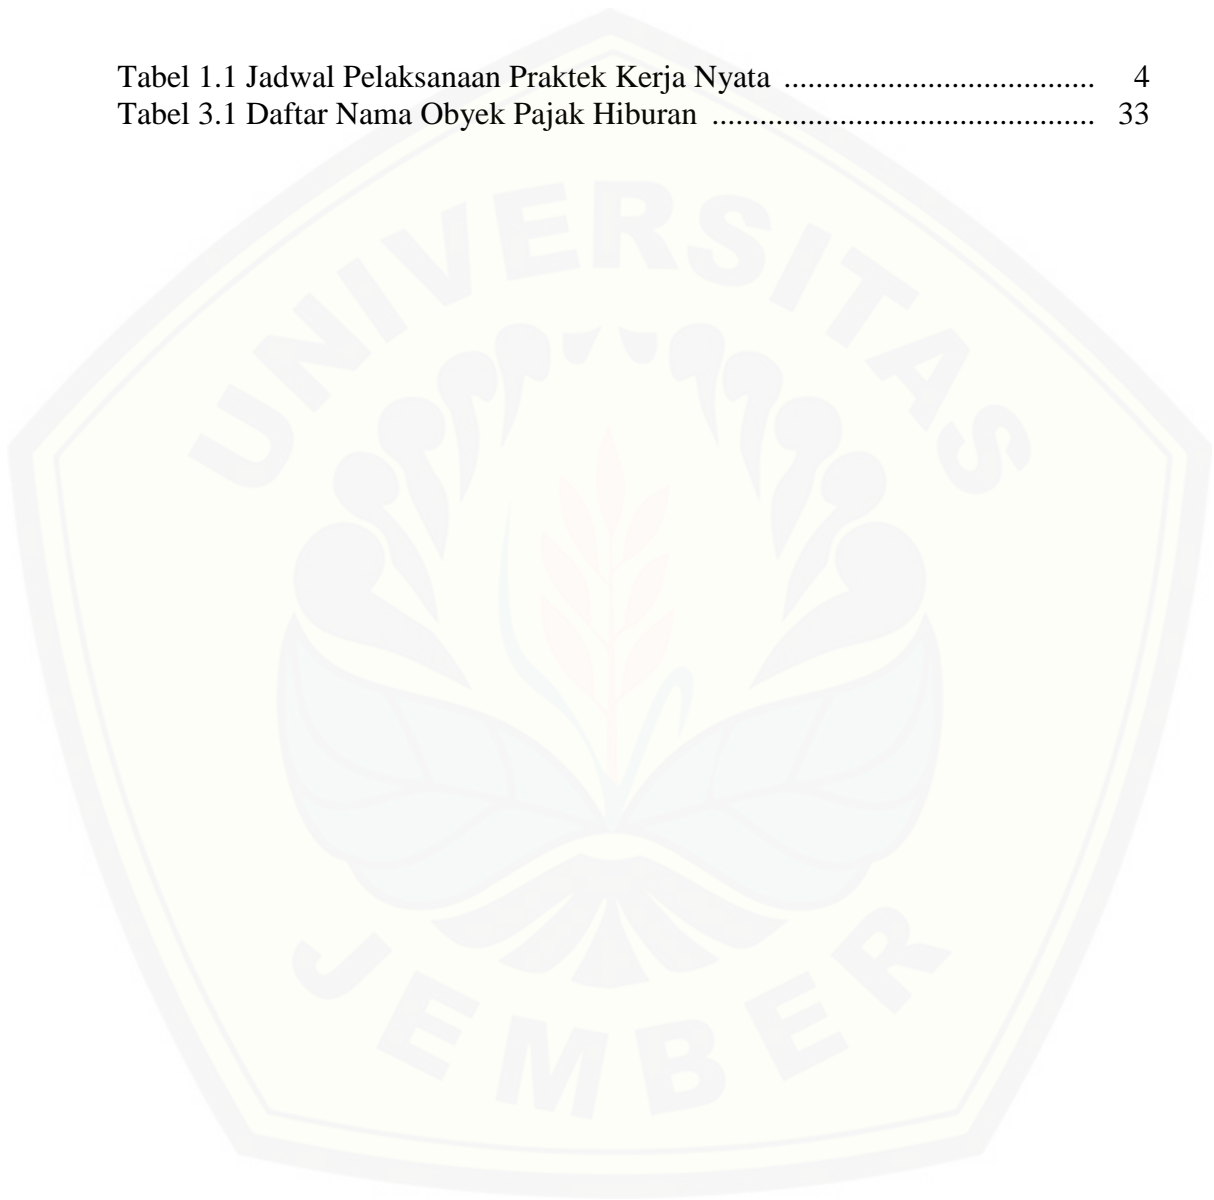 Tabel 1.1 Jadwal Pelaksanaan Praktek Kerja Nyata ....................................... 4
Tabel 3.1 Daftar Nama Obyek Pajak Hiburan ................................................ 33
UNIVERSITAS
JEMBER